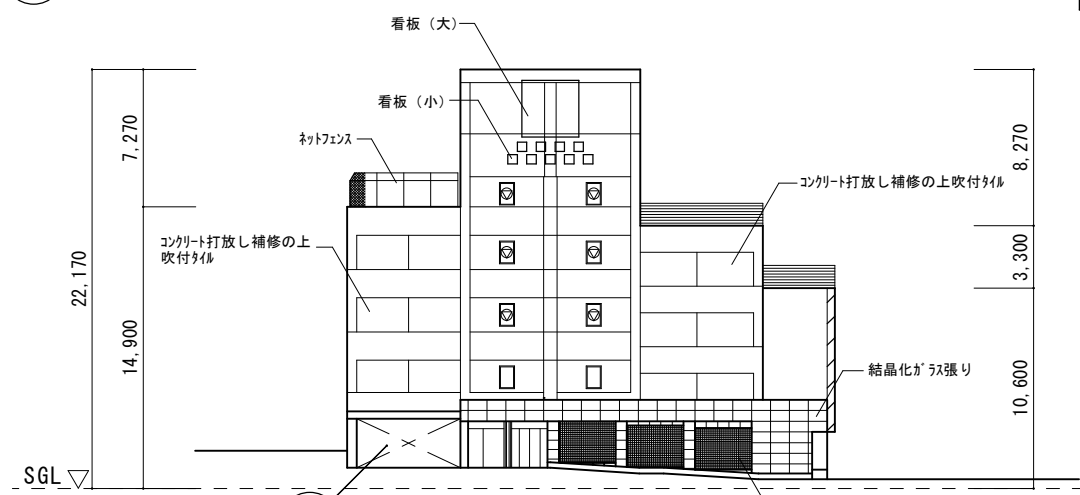 看板（大）
看板（小）
ネットフェンス
7,270
8,270
コンクリート打放し補修の上吹付タイル
コンクリート打放し補修の上
吹付タイル
22,170
3,300
14,900
結晶化ガラス張り
10,600
SGL